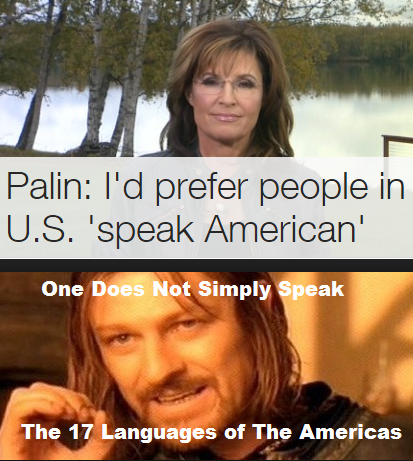 Palin: I'd prefer people in
U.S. 'speak American'
One Does Not Simply Speak
The 17 Languages of The Americas